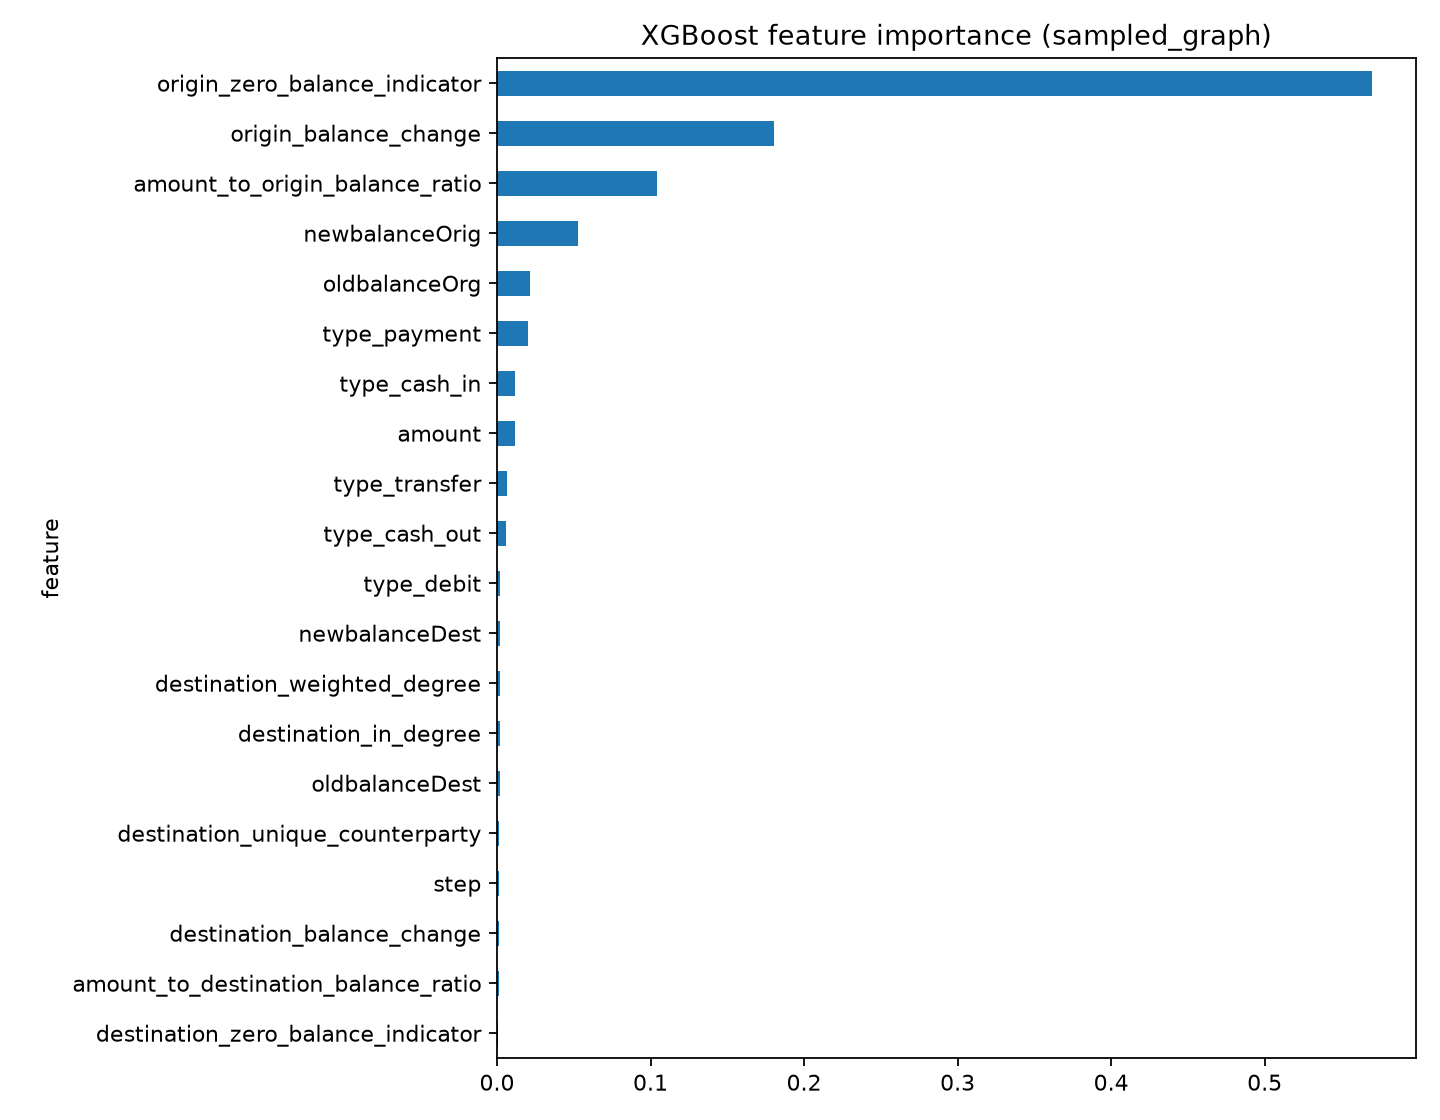 XGBoost feature importance (sampled_graph)
origin_zero_balance_indicator
origin_balance_change
amount_to_origin_balance_ratio
newbalanceOrig
oldbalanceOrg
type_payment
type_cash_in
amount
type_transfer
type_cash_out
type_debit
newbalanceDest
destination_weighted_degree
destination_in_degree
oldbalanceDest
destination_unique_counterparty
step
destination_balance_change
amount_to_destination_balance_ratio
destination_zero_balance_indicator
feature
0.0 0.1 0.2 0.3 0.4 0.5